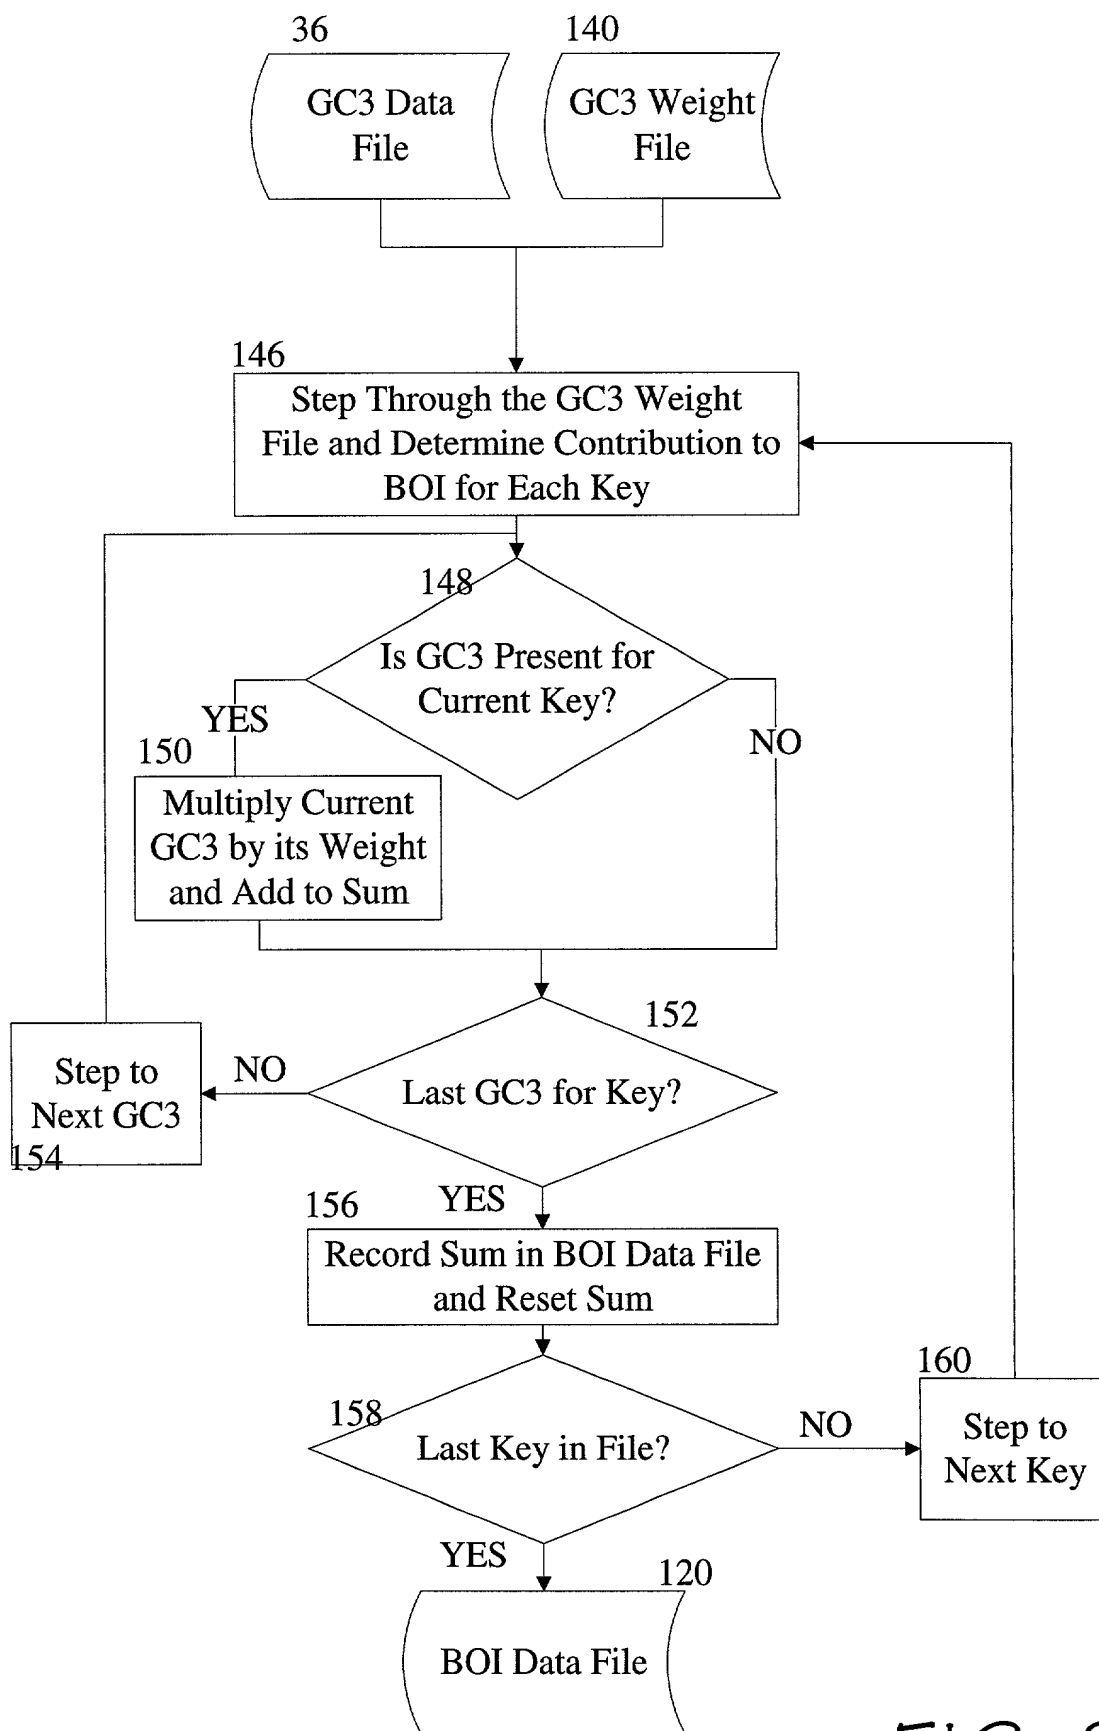 36
140
GC3 Data
File
GC3 Weight
File
146
Step Through the GC3 Weight
File and Determine Contribution to
BOI for Each Key
148
Is GC3 Present for
Current Key?
YES
NO
150
Multiply Current
GC3 by its Weight
and Add to Sum
152
Last GC3 for Key?
NO
Step to
Next GC3
154
YES
156
Record Sum in BOI Data File
and Reset Sum
158
Last Key in File?
NO
160
Step to
Next Key
YES
120
BOI Data File